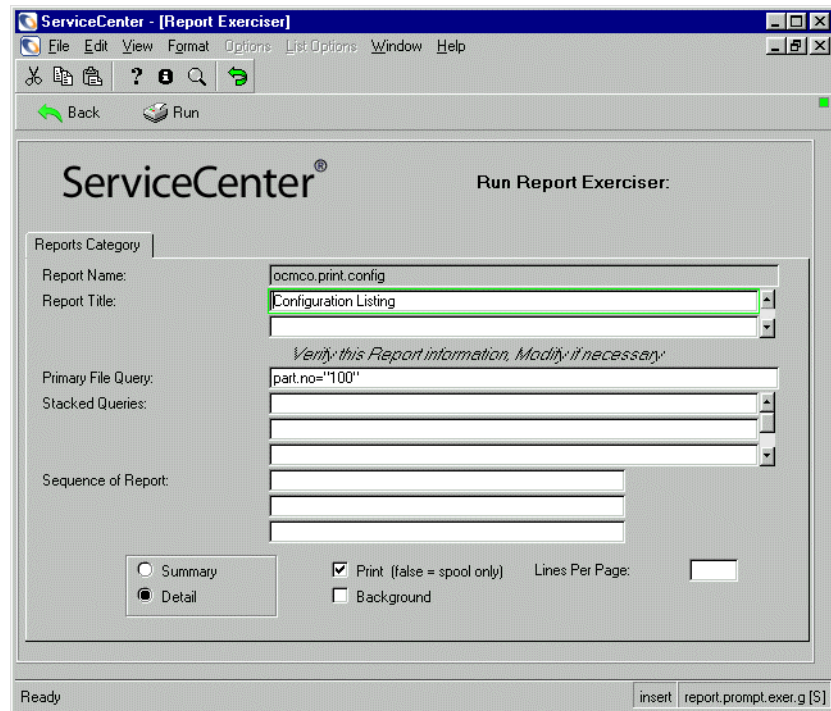 ServiceCenter - [Report Exerciser]
File Edit View Format Options List Options Window Help
Back Run
ServiceCenter® Run Report Exerciser:
Reports Category
Report Name: ocmco.print.config
Report Title: Configuration Listing
Verify this Report information, Modify if necessary
Primary File Query: part.no="100"
Stacked Queries:
Sequence of Report:
Summary Print (false = spool only) Lines Per Page:
Detail Background
Ready insert report.prompt.exer.g [S]